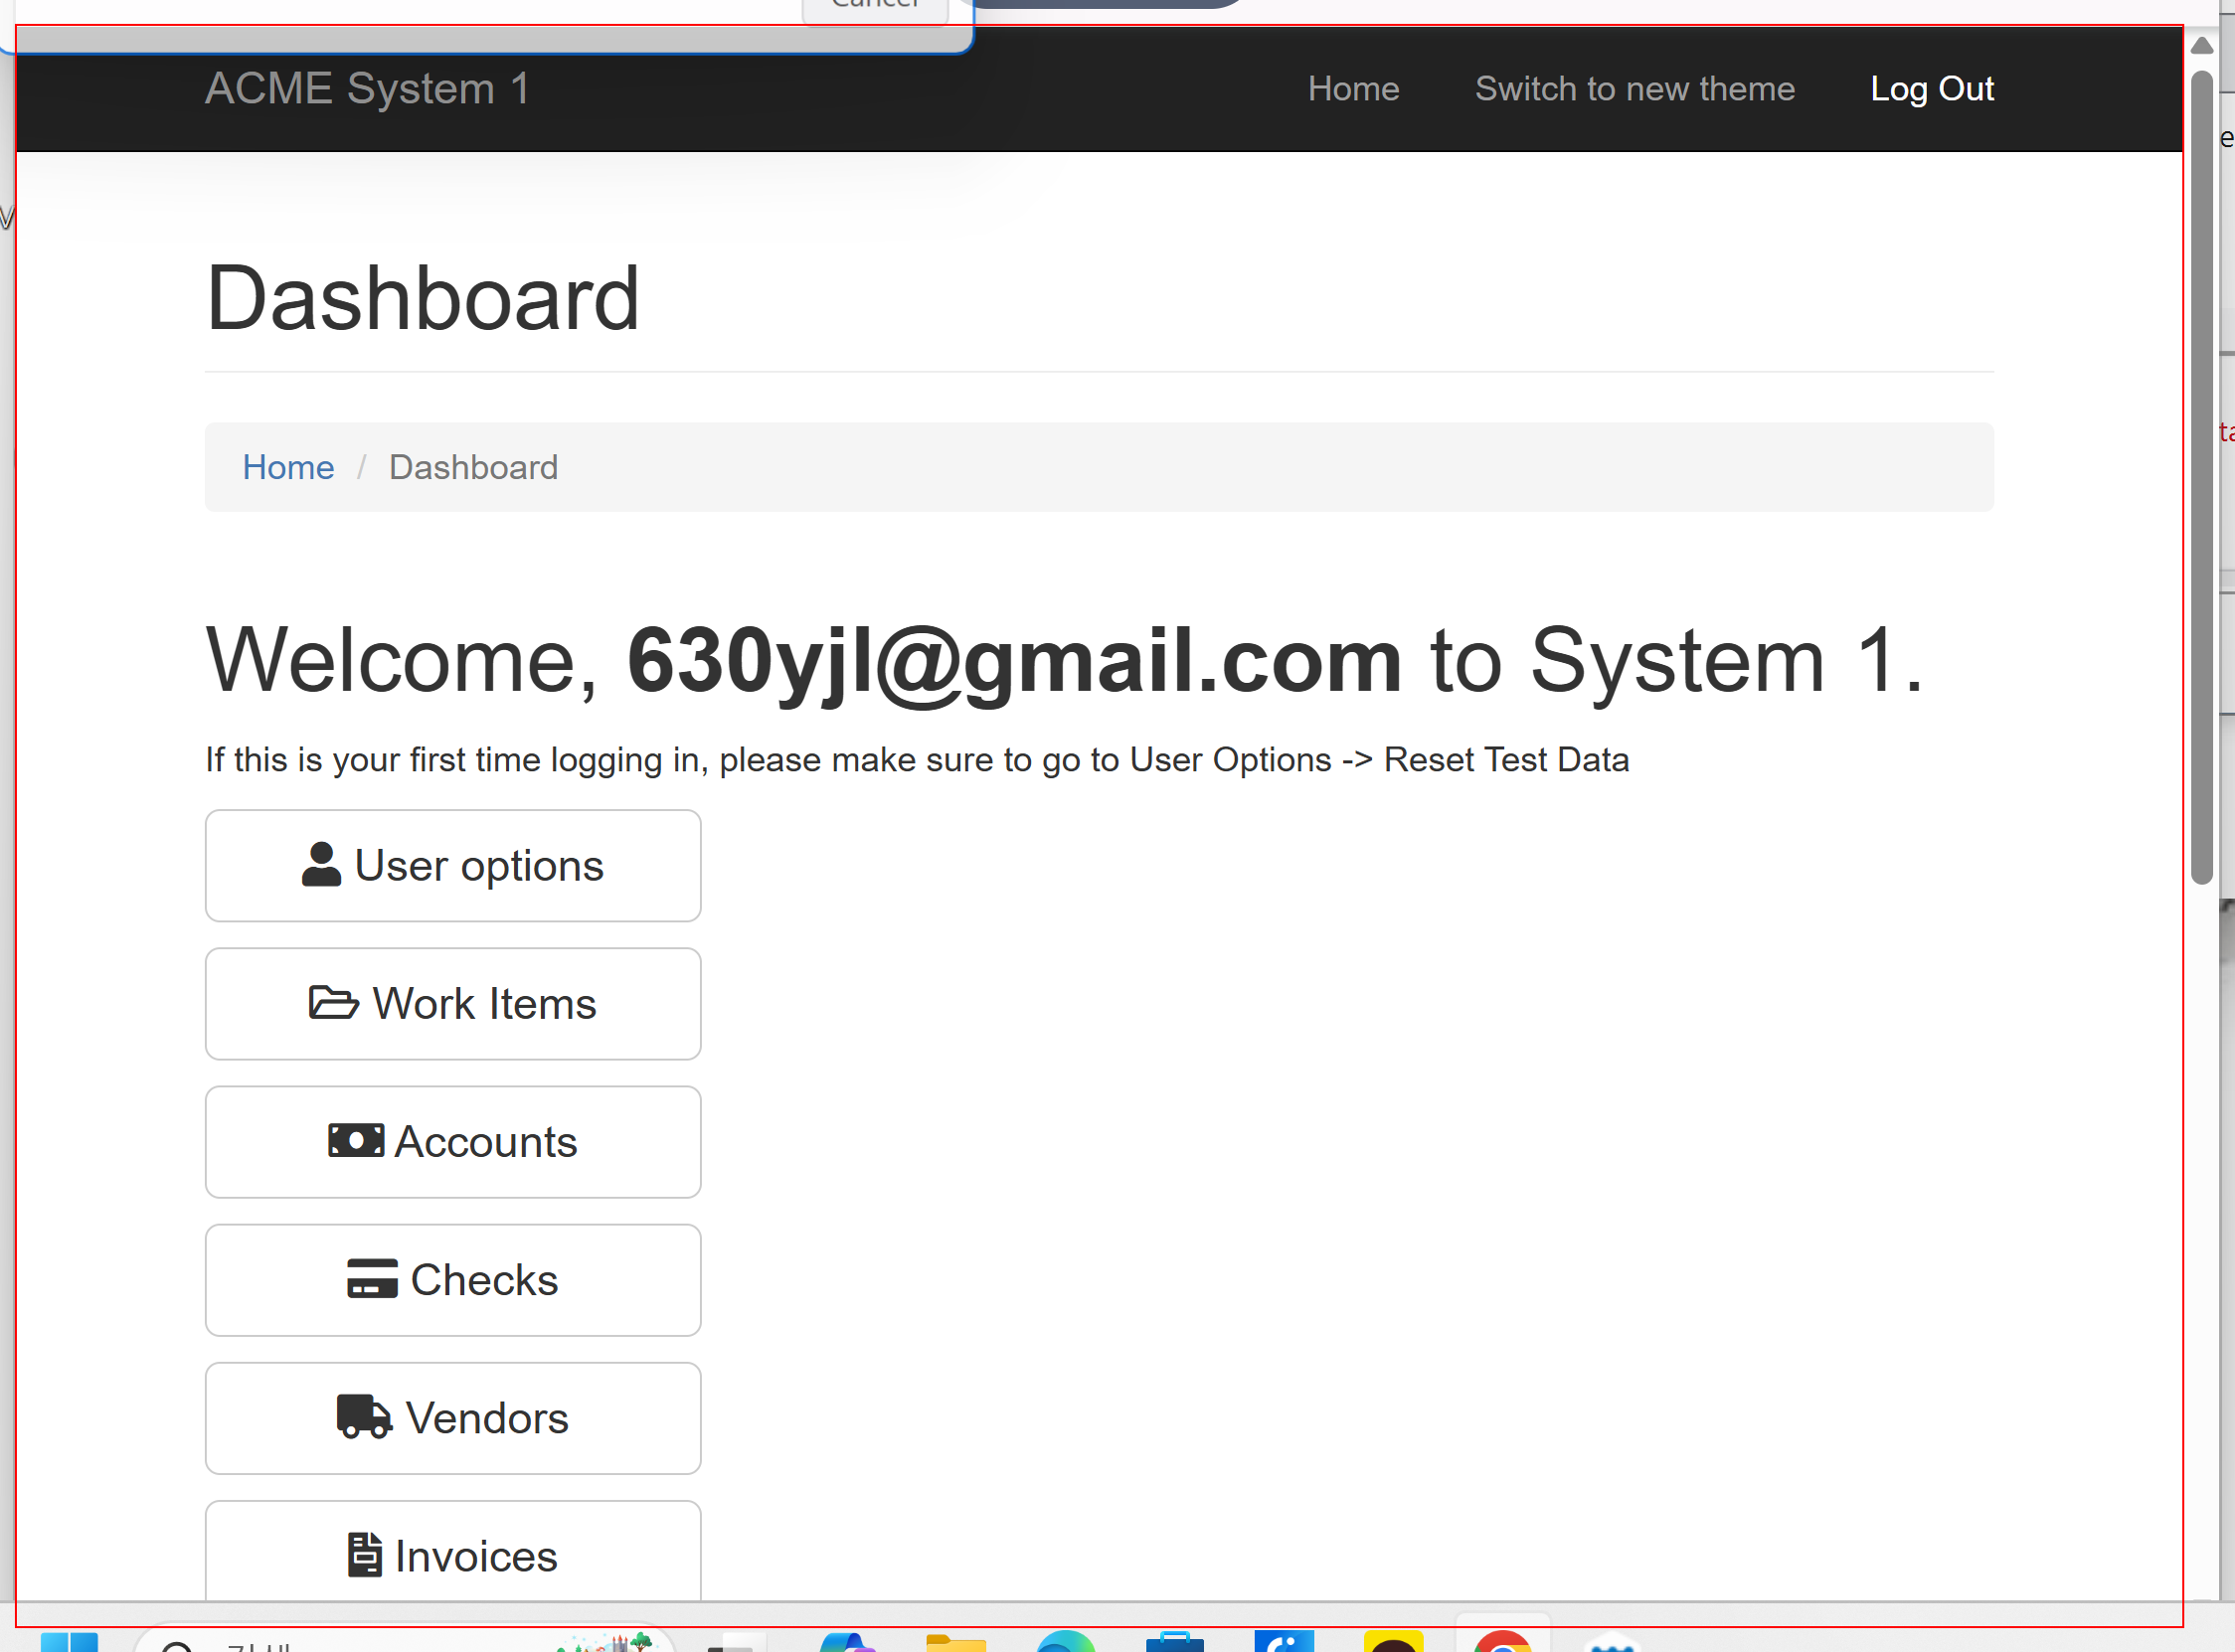 Cancel
ACME System 1
Home
Switch to new theme
Log Out
Dashboard
Home / Dashboard
Welcome, 630yjl@gmail.com to System 1.
If this is your first time logging in, please make sure to go to User Options -> Reset Test Data
User options
Work Items
Accounts
Checks
Vendors
Invoices